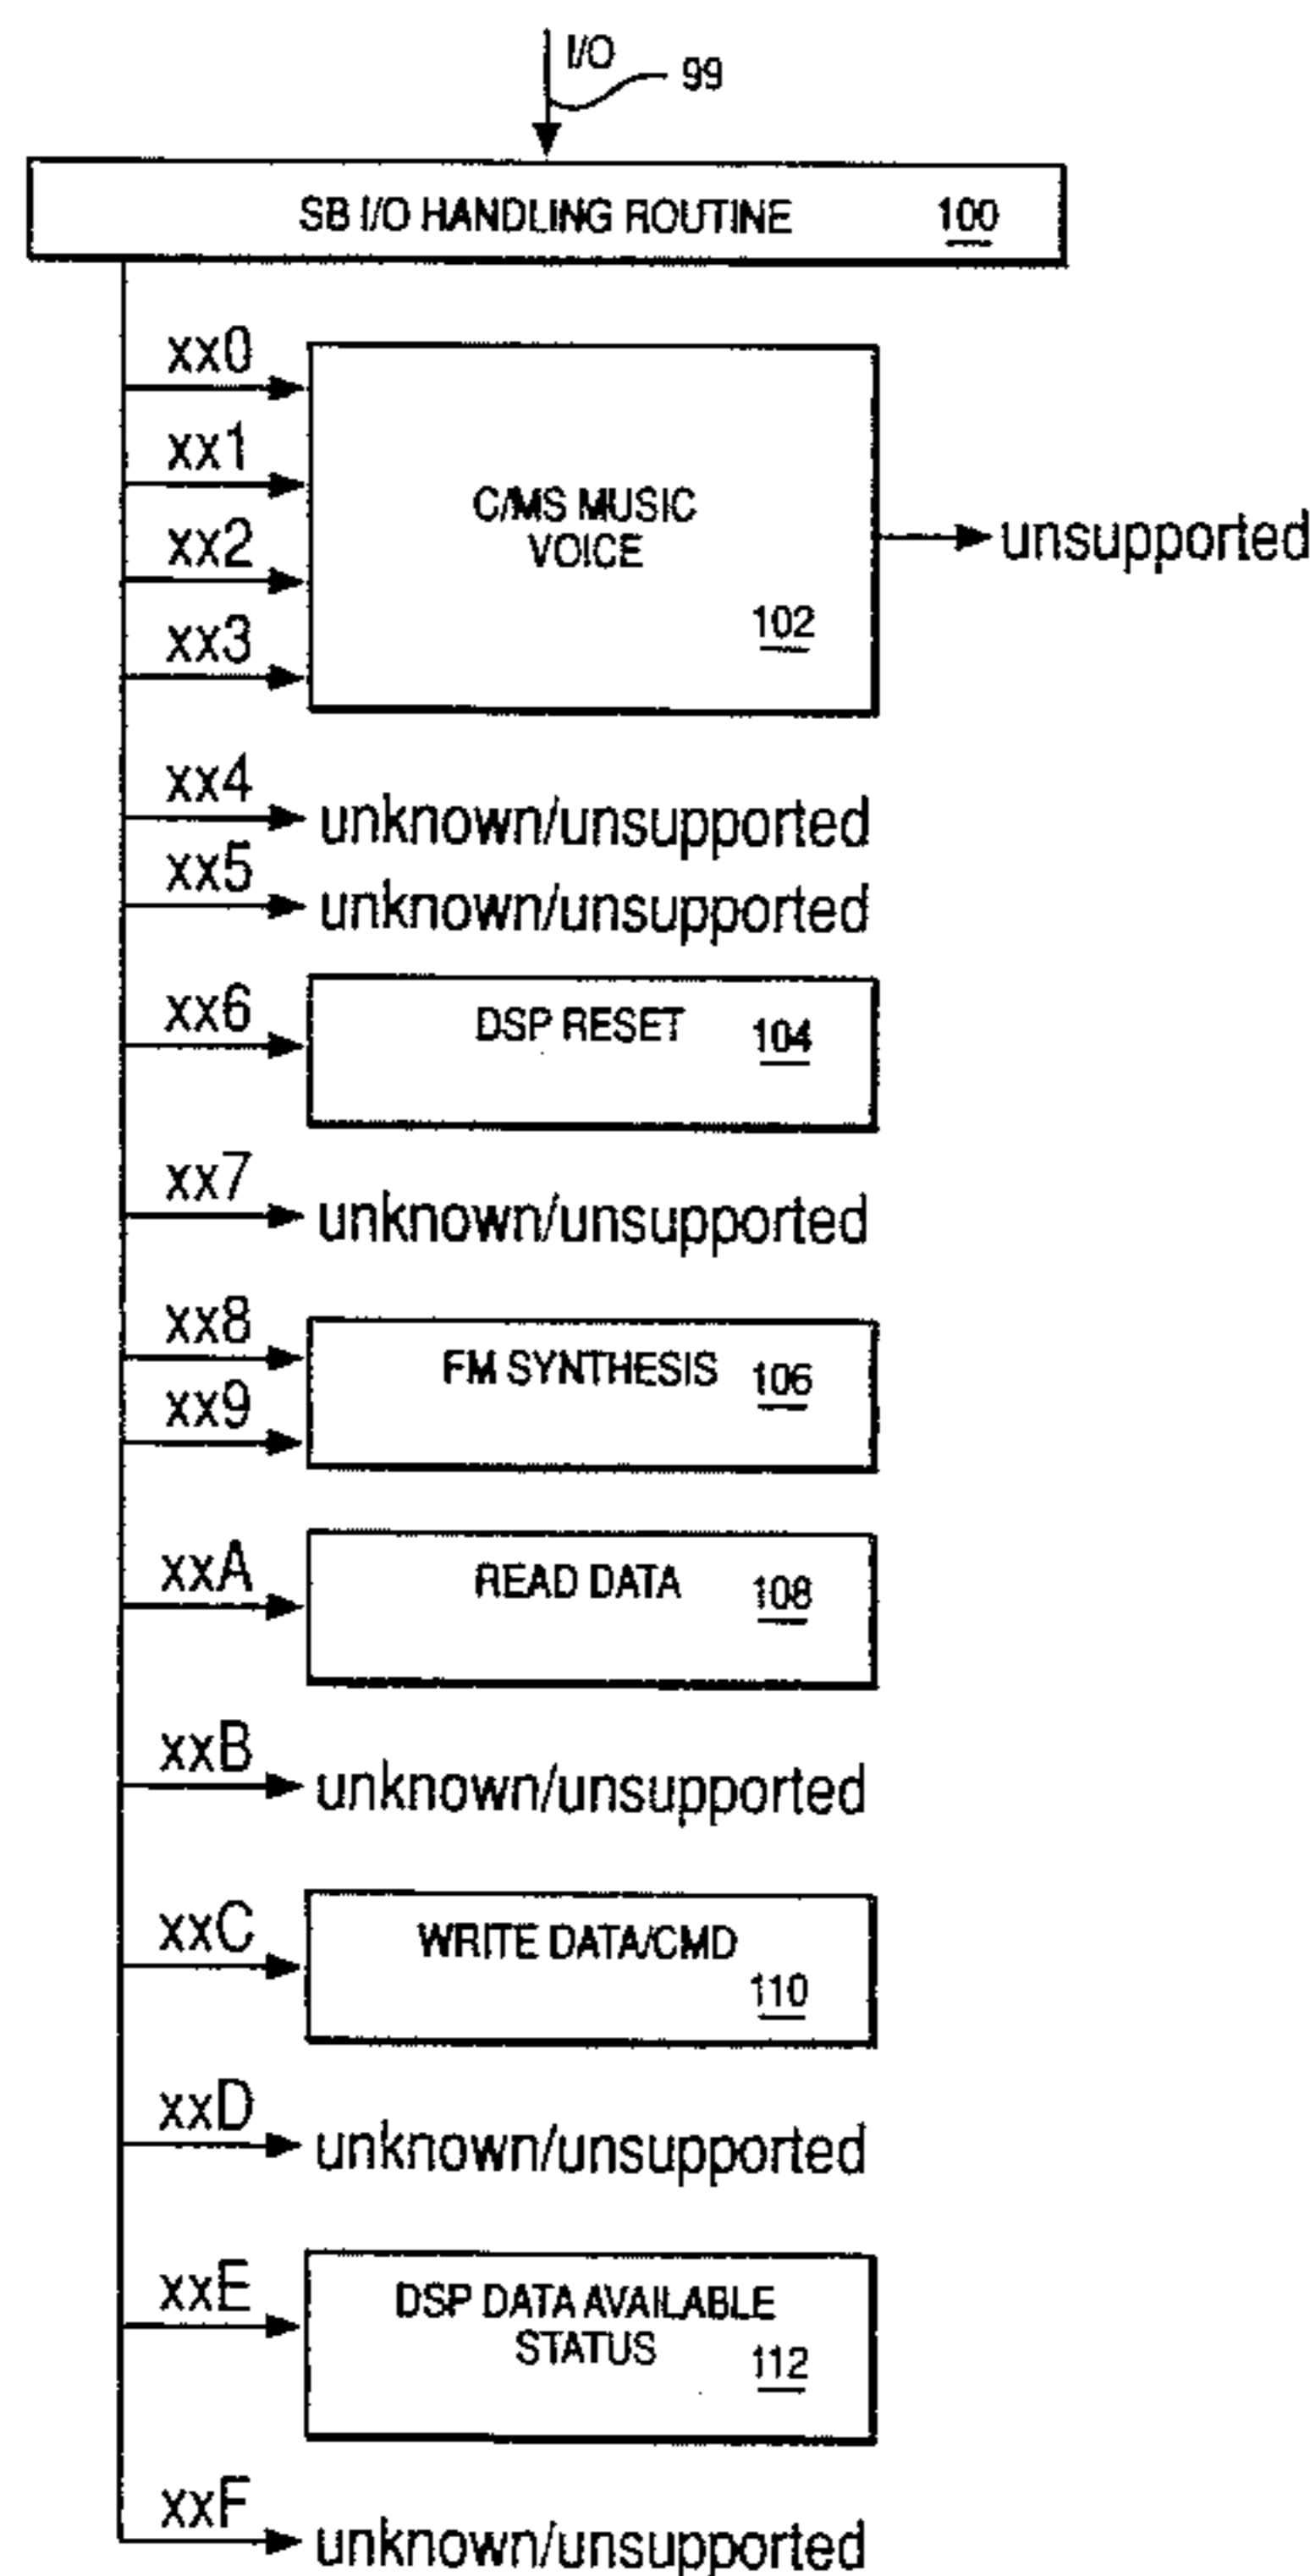 I/O 99
SB I/O HANDLING ROUTINE 100
xx0
xx1
xx2
xx3
C/MS MUSIC
VOICE
102
unsupported
xx4 unknown/unsupported
xx5 unknown/unsupported
xx6 DSP RESET 104
xx7 unknown/unsupported
xx8
FM SYNTHESIS 106
xx9
xxA READ DATA 108
xxB unknown/unsupported
xxC WRITE DATA/CMD
110
xxD unknown/unsupported
xxE DSP DATA AVAILABLE
STATUS 112
xxF unknown/unsupported